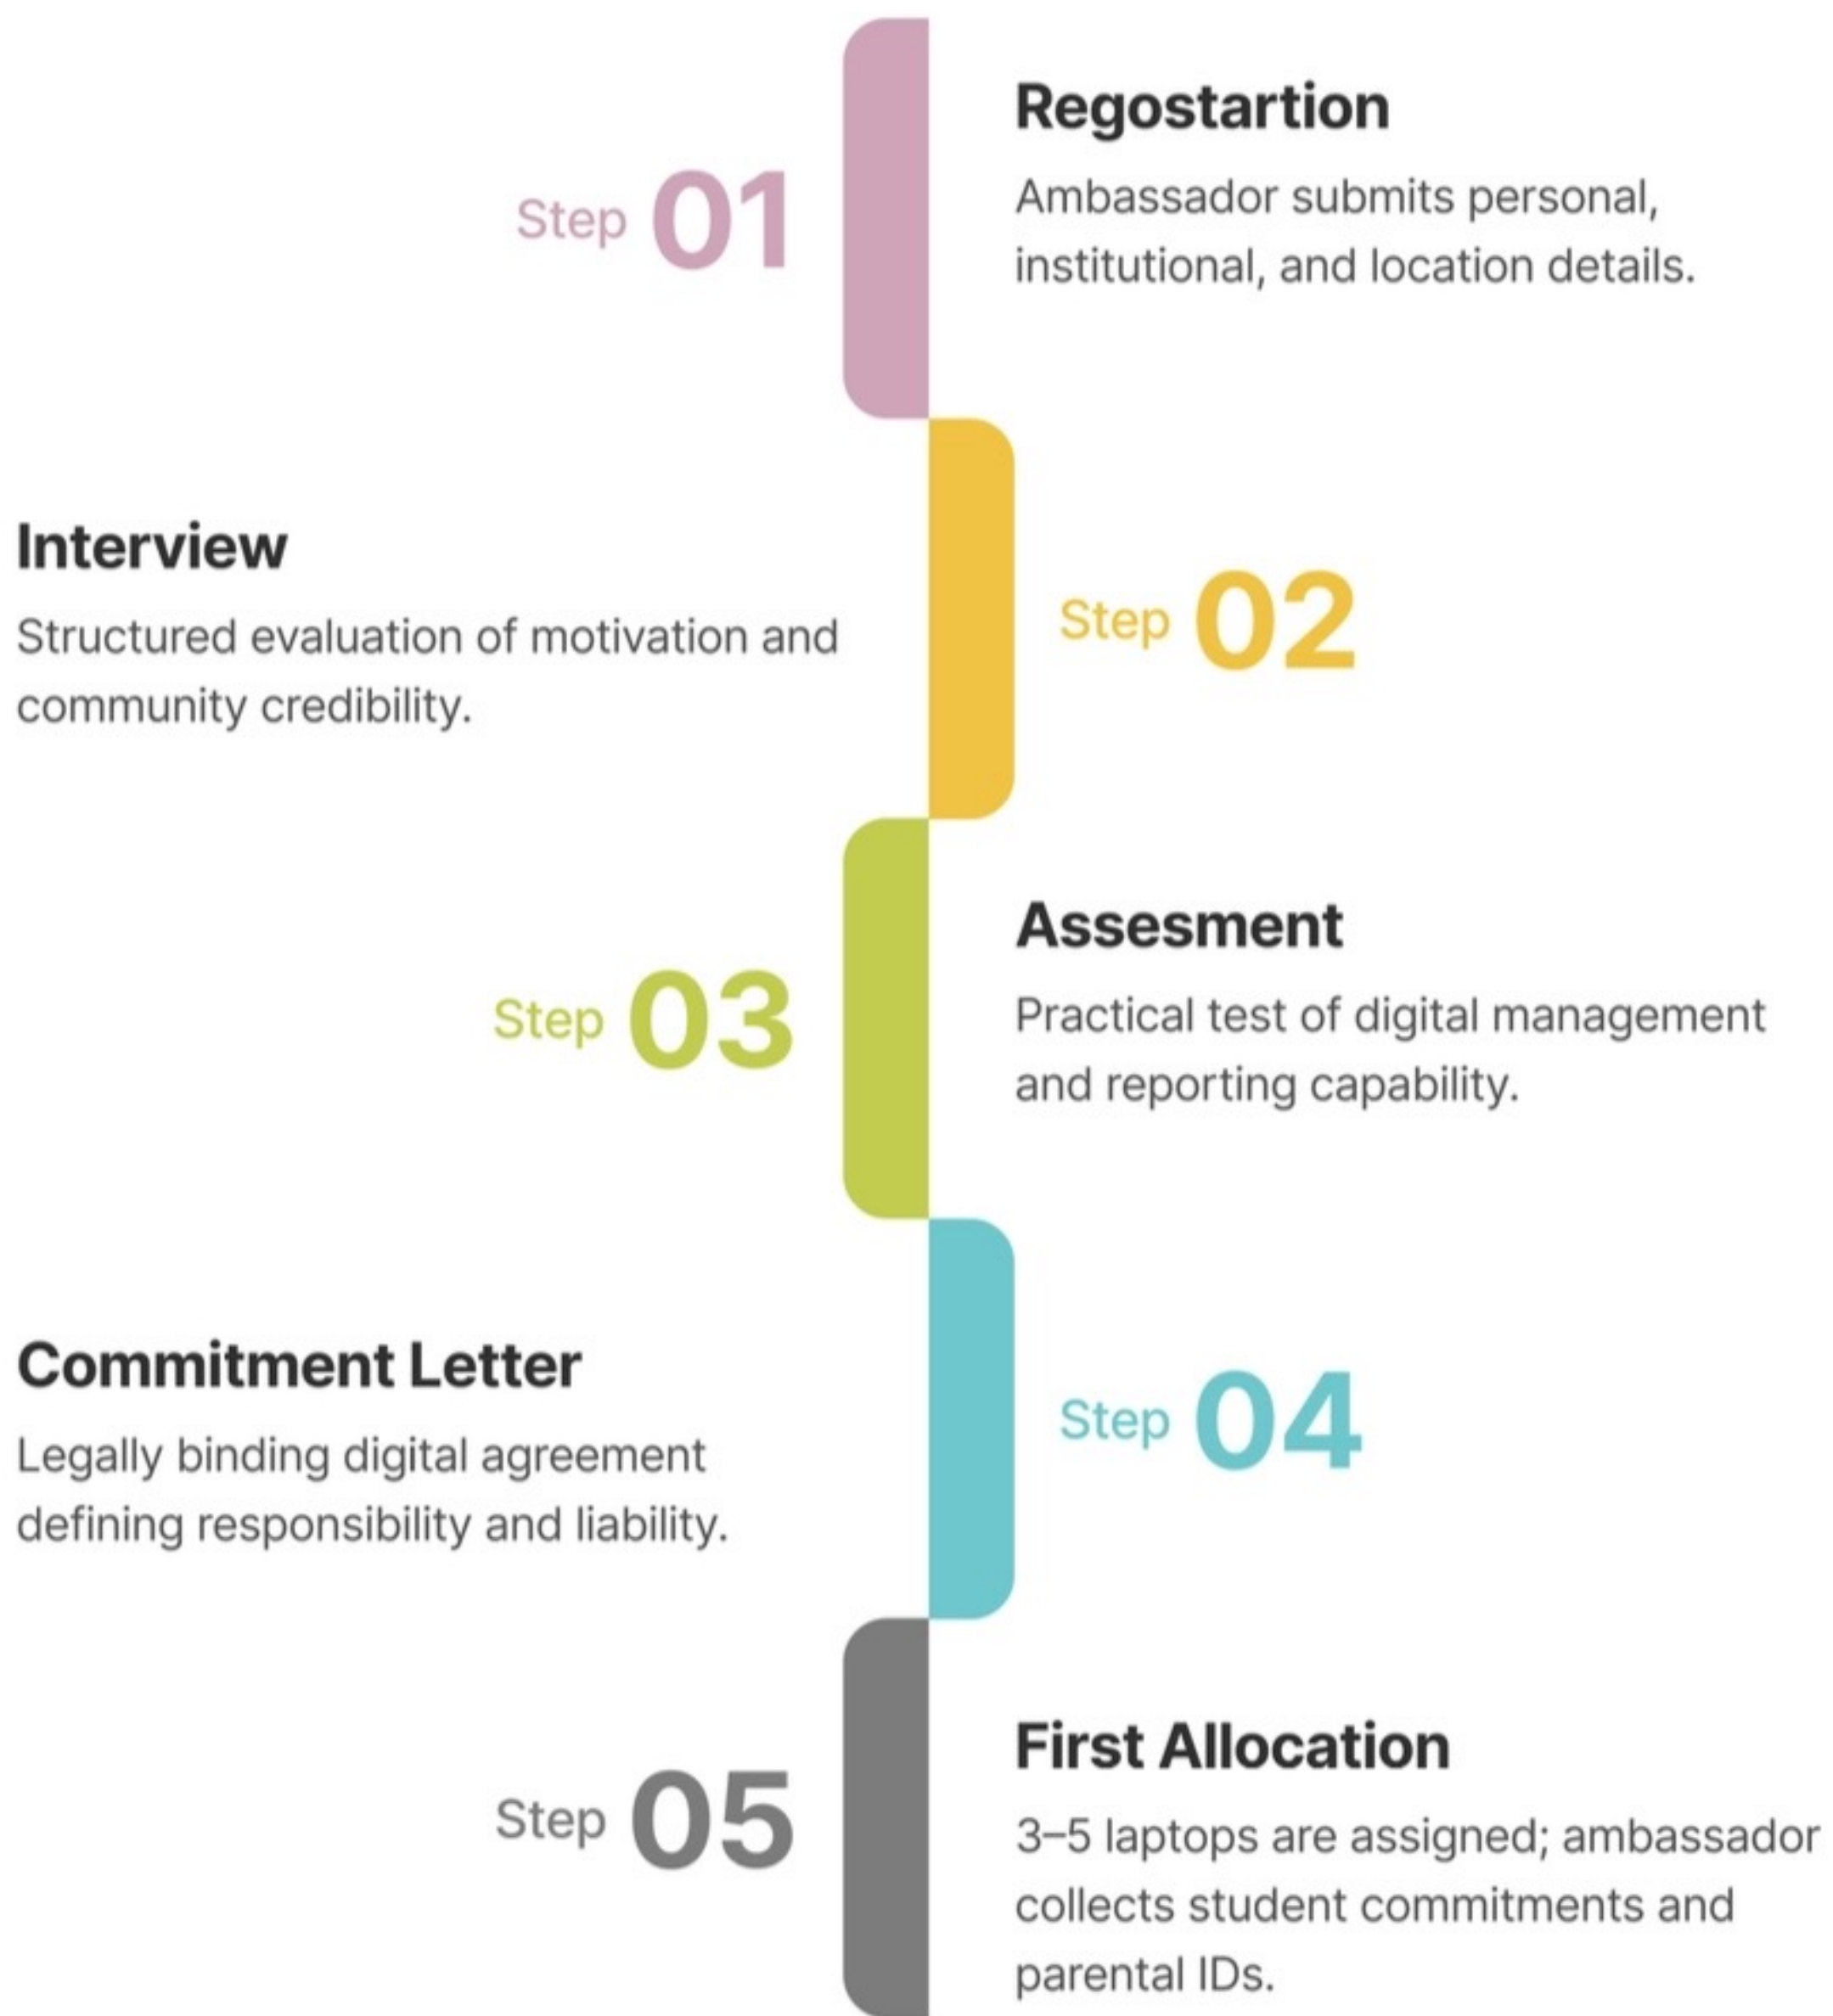 Step 01
Regostartion
Ambassador submits personal,
institutional, and location details.
Step 02
Interview
Structured evaluation of motivation and
community credibility.
Step 03
Assesment
Practical test of digital management
and reporting capability.
Step 04
Commitment Letter
Legally binding digital agreement
defining responsibility and liability.
Step 05
First Allocation
3–5 laptops are assigned; ambassador
collects student commitments and
parental IDs.